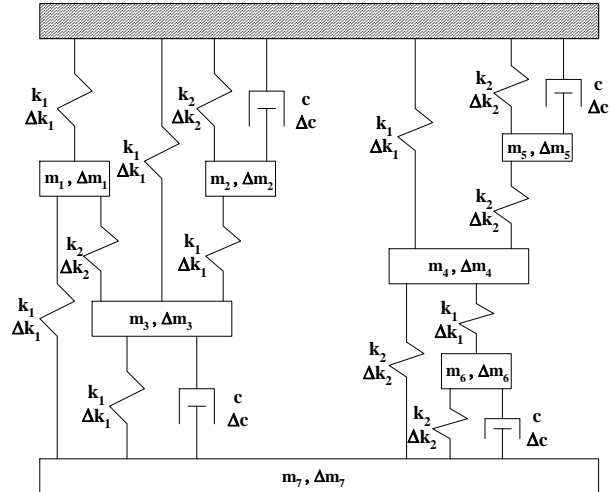 k₁
Δk₁
k₂
Δk₂
c
Δc
k₂
Δk₂
c
Δc
k₁
Δk₁
k₁
Δk₁
m₅, Δm₅
m₁, Δm₁
m₂, Δm₂
k₂
Δk₂
k₂
Δk₂
k₁
Δk₁
m₄, Δm₄
k₁
Δk₁
m₃, Δm₃
k₁
Δk₁
k₂
Δk₂
m₆, Δm₆
k₁
Δk₁
c
Δc
k₂
Δk₂
c
Δc
m₇, Δm₇